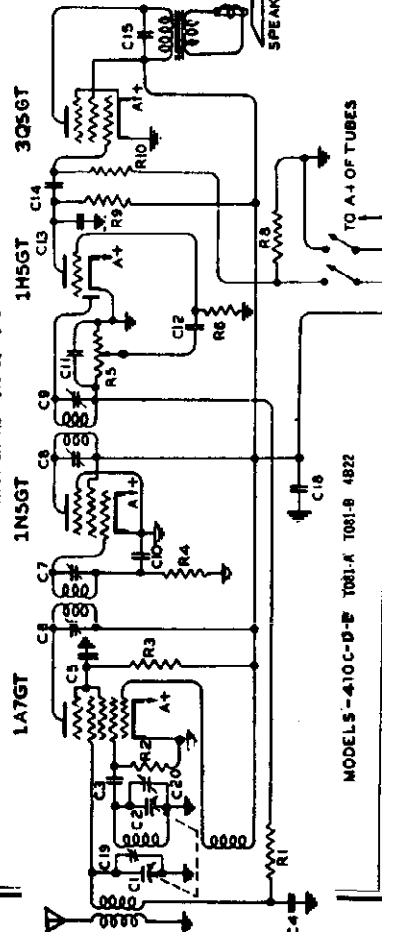 1A7GT
1N5GT
1H5GT
3Q5GT
C6
C7
C8
C9
C13
C14
C15
SPEAK
C19
C1
C3
C2
C20
R2
A+
C5
R3
A+
C10
R4
C11
R5
A+
C12
R6
R9
R10
A+
R1
C4
C18
R8
TO A+ OF TUBES
MODELS-410C-D-E T081-A T081-B 4B22